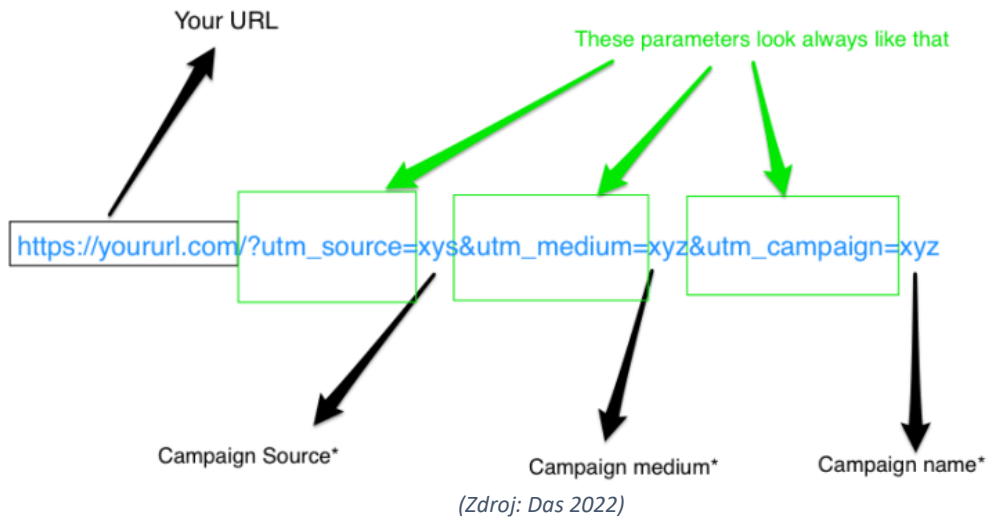 Your URL
These parameters look always like that
https://yoururl.com/?utm_source=xys&utm_medium=xyz&utm_campaign=xyz
Campaign Source*
Campaign medium*
Campaign name*
(Zdroj: Das 2022)